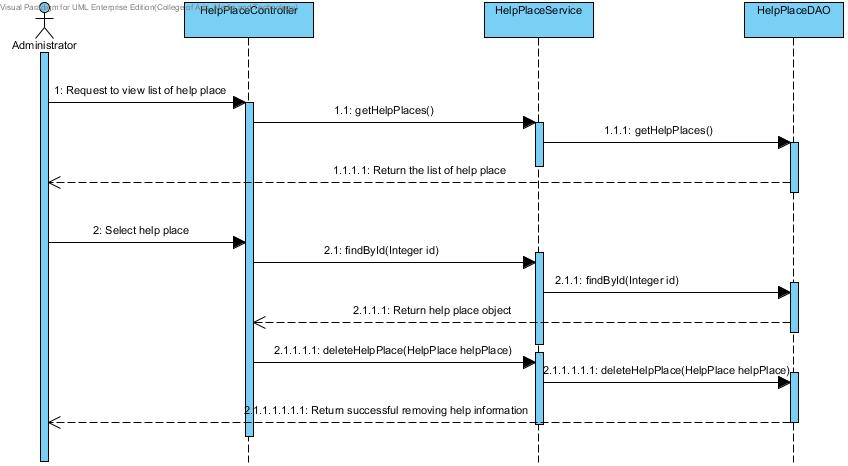 Visual Paradigm for UML Enterprise Edition(College of
HelpPlaceController
HelpPlaceService
HelpPlaceDAO
Administrator
1: Request to view list of help place
1.1: getHelpPlaces()
1.1.1: getHelpPlaces()
1.1.1.1: Return the list of help place
2: Select help place
2.1: findById(Integer id)
2.1.1: findById(Integer id)
2.1.1.1: Return help place object
2.1.1.1.1: deleteHelpPlace(HelpPlace helpPlace)
2.1.1.1.1.1: deleteHelpPlace(HelpPlace helpPlace)
2.1.1.1.1.1.1: Return successful removing help information